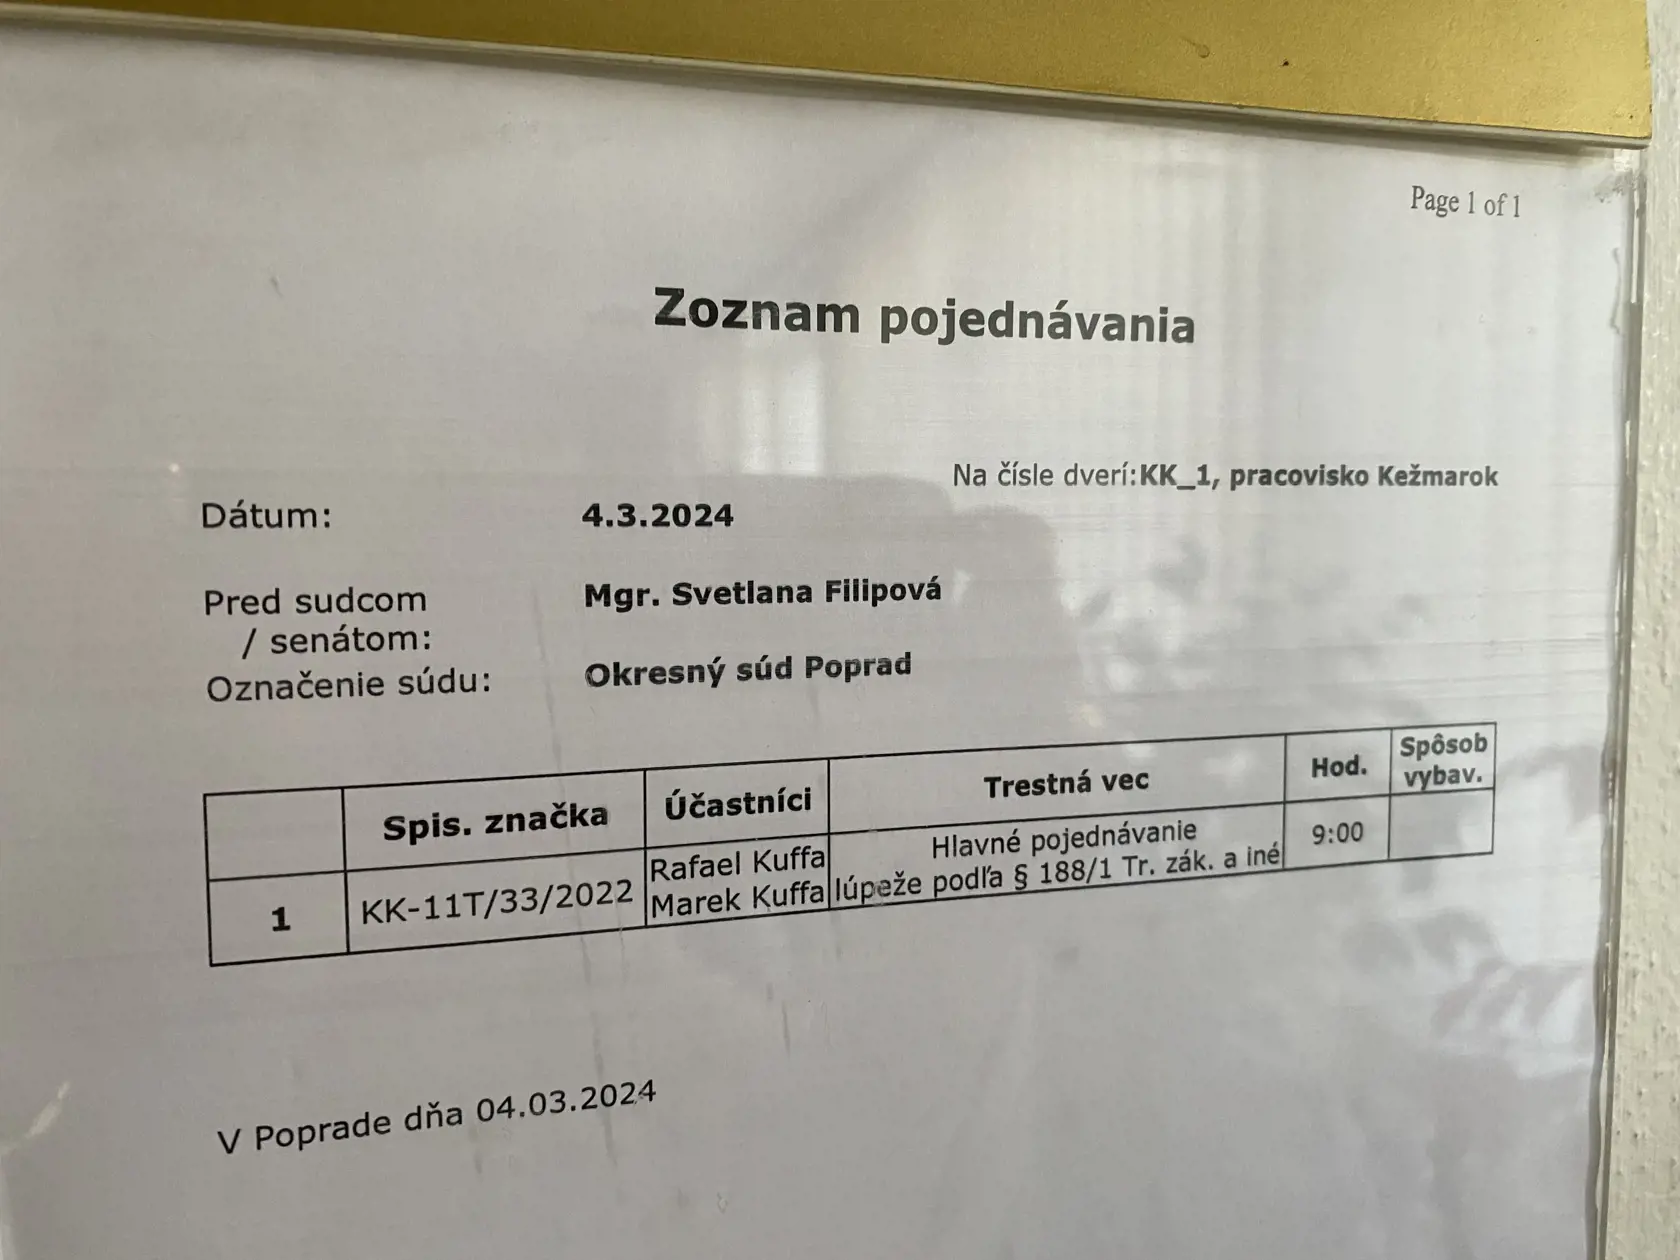 Page 1 of 1
Zoznam pojednávania
Na čísle dverí:KK_1, pracovisko Kežmarok
Dátum: 4.3.2024
Pred sudcom Mgr. Svetlana Filipová
/ senátom:
Označenie súdu: Okresný súd Poprad
Spis. značka Účastníci Trestná vec Hod. Spôsob vybav.
1 KK-11T/33/2022 Rafael Kuffa Hlavné pojednávanie 9:00
Marek Kuffa lúpeže podľa § 188/1 Tr. zák. a iné
V Poprade dňa 04.03.2024